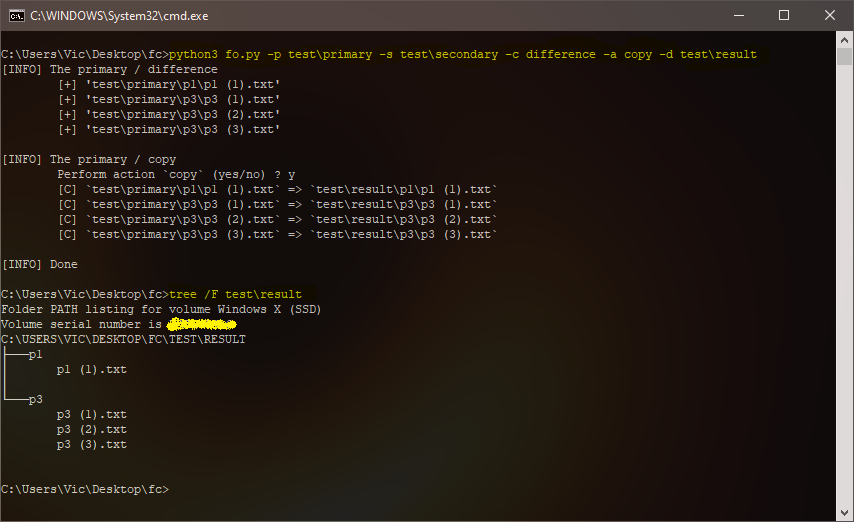 C:\WINDOWS\System32\cmd.exe
C:\Users\Vic\Desktop\fc>python3 fo.py -p test\primary -s test\secondary -c difference -a copy -d test\result
[INFO] The primary / difference
[+] 'test\primary\p1\p1 (1).txt'
[+] 'test\primary\p3\p3 (1).txt'
[+] 'test\primary\p3\p3 (2).txt'
[+] 'test\primary\p3\p3 (3).txt'
[INFO] The primary / copy
Perform action `copy` (yes/no) ? y
[C] `test\primary\p1\p1 (1).txt` => `test\result\p1\p1 (1).txt`
[C] `test\primary\p3\p3 (1).txt` => `test\result\p3\p3 (1).txt`
[C] `test\primary\p3\p3 (2).txt` => `test\result\p3\p3 (2).txt`
[C] `test\primary\p3\p3 (3).txt` => `test\result\p3\p3 (3).txt`
[INFO] Done
C:\Users\Vic\Desktop\fc>tree /F test\result
Folder PATH listing for volume Windows X (SSD)
Volume serial number is
C:\USERS\VIC\DESKTOP\FC\TEST\RESULT
├───p1
│       p1 (1).txt
│
└───p3
        p3 (1).txt
        p3 (2).txt
        p3 (3).txt
C:\Users\Vic\Desktop\fc>